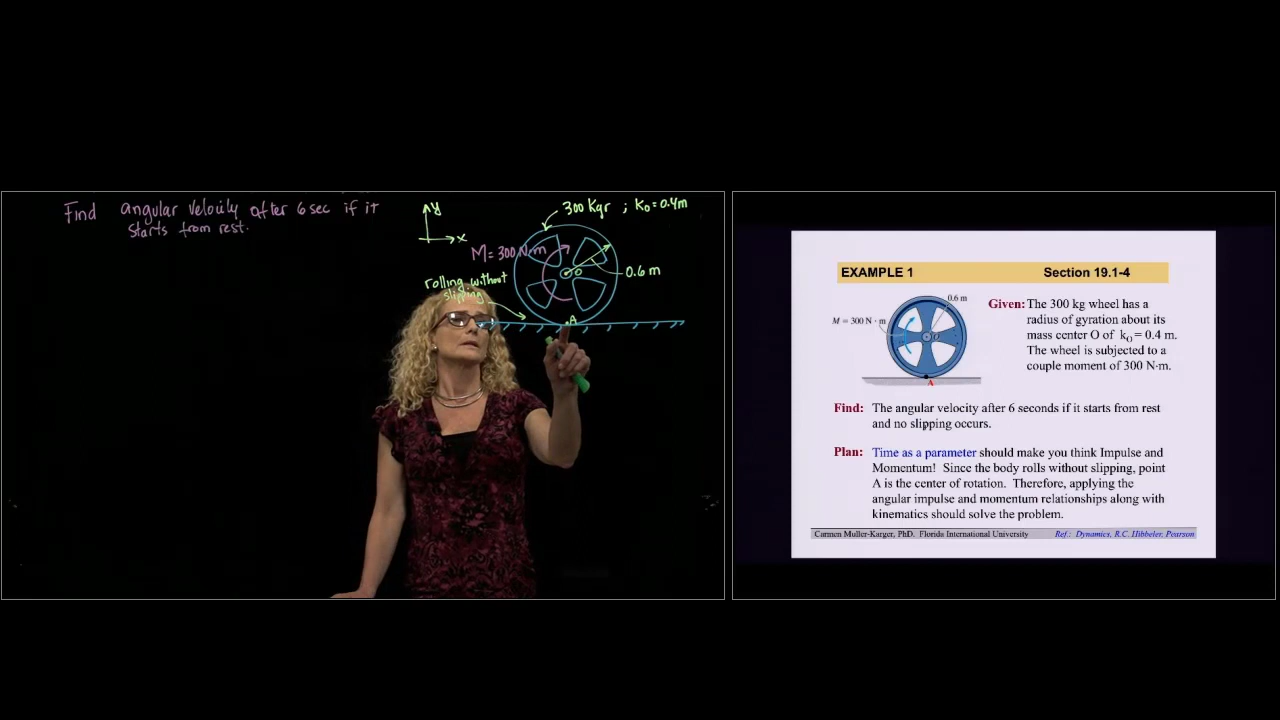 Find angular velocity after 6 sec if it
starts from rest.
y
x
300 Kgr ; Ko = 0.4m
M = 300 N·m
O
0.6 m
rolling without
slipping
A
EXAMPLE 1 Section 19.1-4
0.6 m
M = 300 N · m
O
A
Given: The 300 kg wheel has a
radius of gyration about its
mass center O of kO = 0.4 m.
The wheel is subjected to a
couple moment of 300 N·m.
Find: The angular velocity after 6 seconds if it starts from rest
and no slipping occurs.
Plan: Time as a parameter should make you think Impulse and
Momentum! Since the body rolls without slipping, point
A is the center of rotation. Therefore, applying the
angular impulse and momentum relationships along with
kinematics should solve the problem.
Carmen Muller-Karger, PhD. Florida International University Ref.: Dynamics, R.C. Hibbeler, Pearson